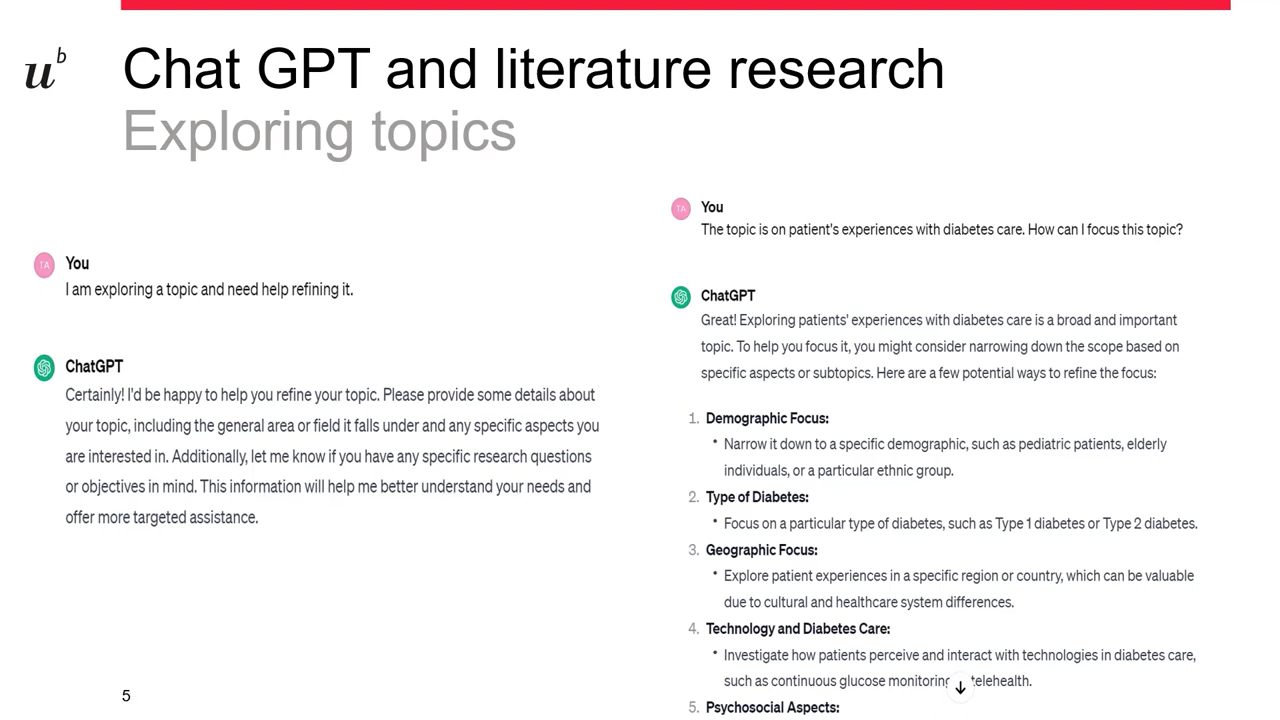 u b
Chat GPT and literature research
Exploring topics
TA
You
I am exploring a topic and need help refining it.
ChatGPT
Certainly! I'd be happy to help you refine your topic. Please provide some details about
your topic, including the general area or field it falls under and any specific aspects you
are interested in. Additionally, let me know if you have any specific research questions
or objectives in mind. This information will help me better understand your needs and
offer more targeted assistance.
TA
You
The topic is on patient's experiences with diabetes care. How can I focus this topic?
ChatGPT
Great! Exploring patients' experiences with diabetes care is a broad and important
topic. To help you focus it, you might consider narrowing down the scope based on
specific aspects or subtopics. Here are a few potential ways to refine the focus:
1. Demographic Focus:
• Narrow it down to a specific demographic, such as pediatric patients, elderly
individuals, or a particular ethnic group.
2. Type of Diabetes:
• Focus on a particular type of diabetes, such as Type 1 diabetes or Type 2 diabetes.
3. Geographic Focus:
• Explore patient experiences in a specific region or country, which can be valuable
due to cultural and healthcare system differences.
4. Technology and Diabetes Care:
• Investigate how patients perceive and interact with technologies in diabetes care,
such as continuous glucose monitoring telehealth.
5. Psychosocial Aspects:
5